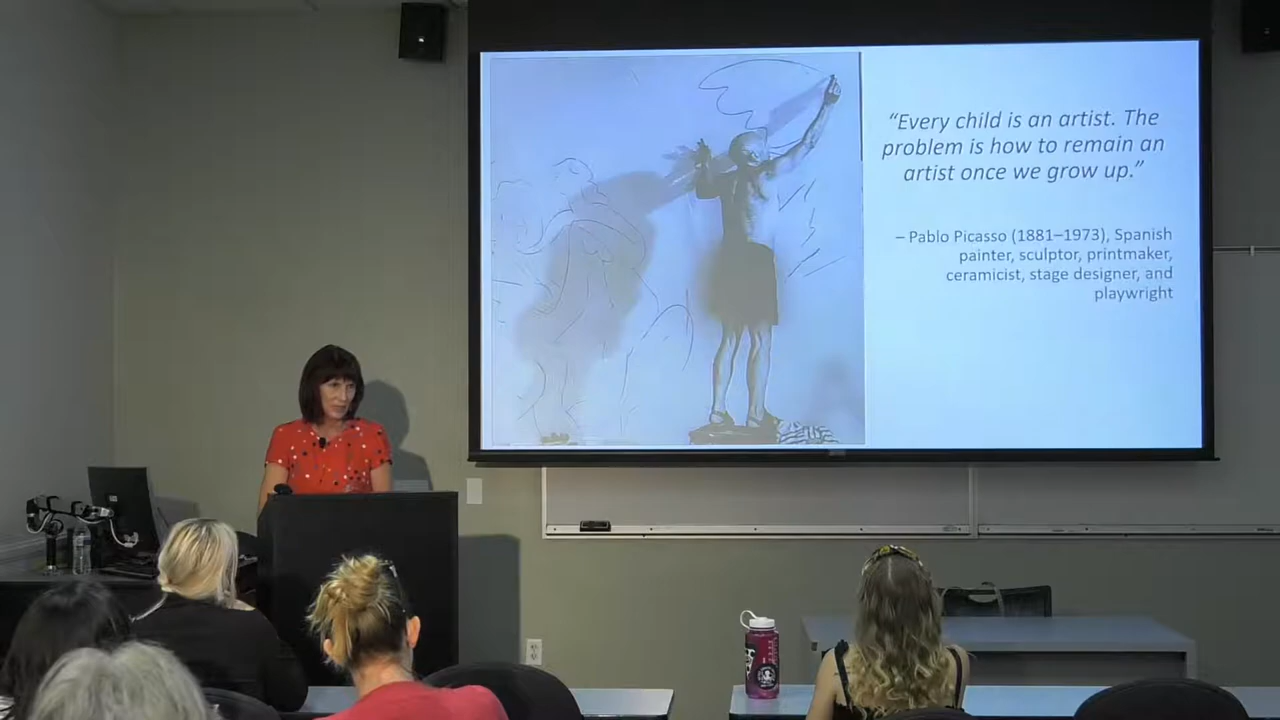 “Every child is an artist. The
problem is how to remain an
artist once we grow up.”
– Pablo Picasso (1881–1973), Spanish
painter, sculptor, printmaker,
ceramicist, stage designer, and
playwright